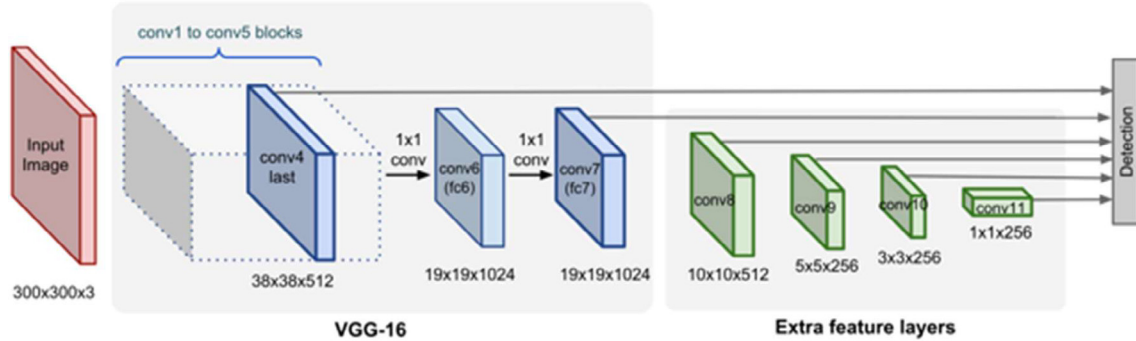 conv1 to conv5 blocks
Input
Image
300x300x3
conv4
last
38x38x512
1x1
conv
conv6
(fc6)
19x19x1024
1x1
conv
conv7
(fc7)
19x19x1024
VGG-16
conv8
10x10x512
conv9
5x5x256
conv10
3x3x256
conv11
1x1x256
Extra feature layers
Detection